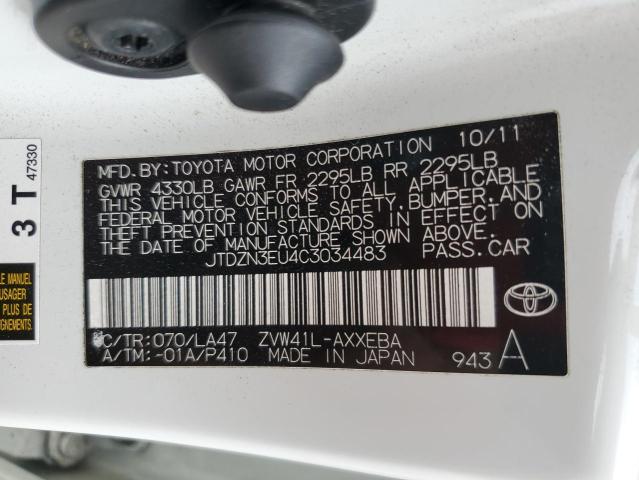 MFD.BY:TOYOTA MOTOR CORPORATION 10/11
GVWR 4330LB GAWR FR 2295LB RR 2295LB
THIS VEHICLE CONFORMS TO ALL APPLICABLE
FEDERAL MOTOR VEHICLE SAFETY,BUMPER,AND
THEFT PREVENTION STANDARDS IN EFFECT ON
THE DATE OF MANUFACTURE SHOWN ABOVE.
JTDZN3EU4C3034483 PASS.CAR
C/TR:070/LA47 ZVW41L-AXXEBA
A/TM:-01A/P410 MADE IN JAPAN 943 A
3 T
47330
LE MANUEL
USAGER
PLUS DE
IGNEMENTS